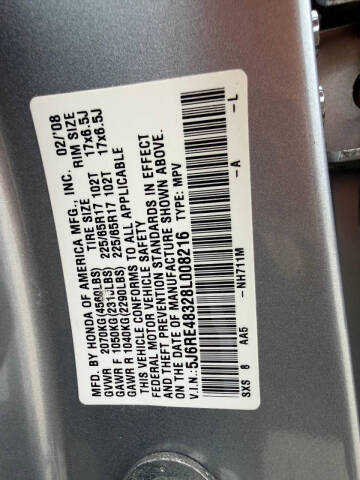 MFD. BY HONDA OF AMERICA MFG., INC. 02/'08
TIRE SIZE RIM SIZE
GVWR 2070KG(4560LBS) 225/65R17 102T 17x6.5J
GAWR F 1050KG(2310LBS) 225/65R17 102T 17x6.5J
GAWR R 1040KG(2290LBS)
THIS VEHICLE CONFORMS TO ALL APPLICABLE
FEDERAL MOTOR VEHICLE SAFETY
AND THEFT PREVENTION STANDARDS IN EFFECT
ON THE DATE OF MANUFACTURE SHOWN ABOVE.
V.I.N.:5J6RE48328L008216 TYPE: MPV
-NH711M -A -L
SXS 8 AA5